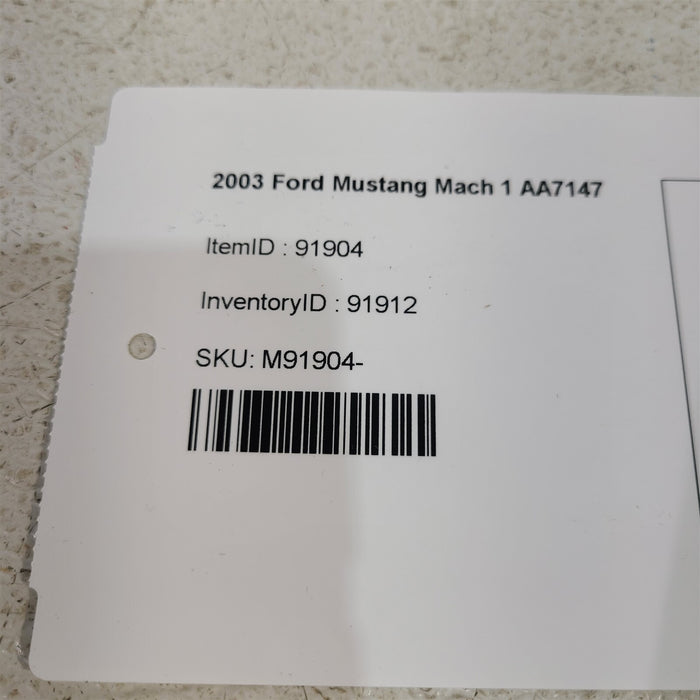 2003 Ford Mustang Mach 1 AA7147
ItemID : 91904
InventoryID : 91912
SKU: M91904-